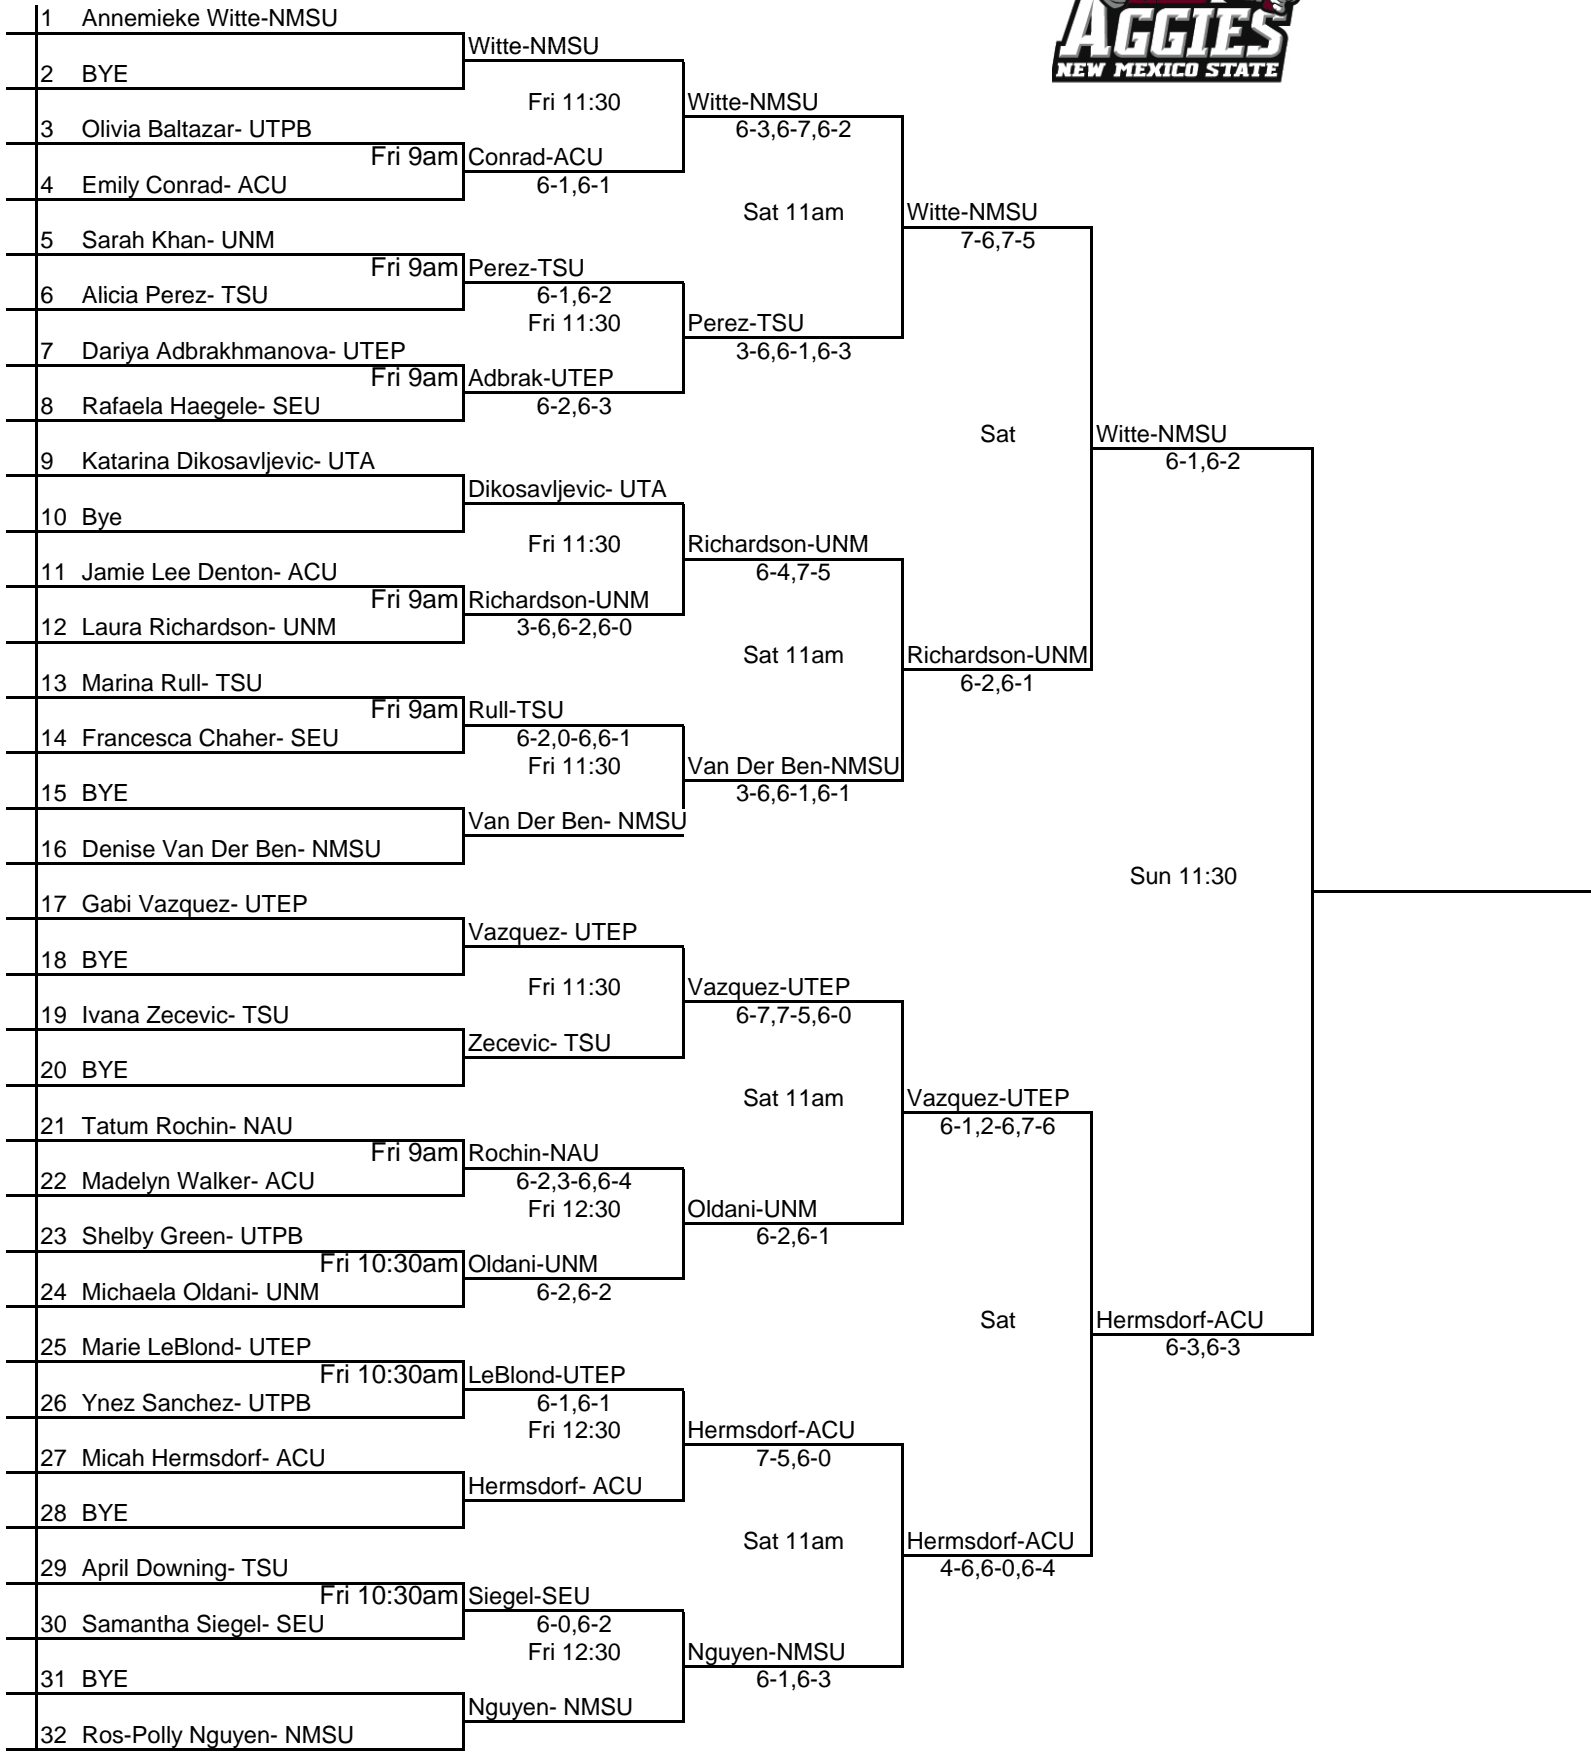 AGGIES
NEW MEXICO STATE
1 Annemieke Witte-NMSU
Witte-NMSU
2 BYE
Fri 11:30
Witte-NMSU
6-3,6-7,6-2
3 Olivia Baltazar- UTPB
Fri 9am
Conrad-ACU
6-1,6-1
4 Emily Conrad- ACU
Sat 11am
Witte-NMSU
7-6,7-5
5 Sarah Khan- UNM
Fri 9am
Perez-TSU
6-1,6-2
6 Alicia Perez- TSU
Fri 11:30
Perez-TSU
3-6,6-1,6-3
7 Dariya Adbrakhmanova- UTEP
Fri 9am
Adbrak-UTEP
6-2,6-3
8 Rafaela Haegele- SEU
Sat
Witte-NMSU
6-1,6-2
9 Katarina Dikosavljevic- UTA
Dikosavljevic- UTA
10 Bye
Fri 11:30
Richardson-UNM
6-4,7-5
11 Jamie Lee Denton- ACU
Fri 9am
Richardson-UNM
3-6,6-2,6-0
12 Laura Richardson- UNM
Sat 11am
Richardson-UNM
6-2,6-1
13 Marina Rull- TSU
Fri 9am
Rull-TSU
6-2,0-6,6-1
14 Francesca Chaher- SEU
Fri 11:30
Van Der Ben-NMSU
3-6,6-1,6-1
15 BYE
Van Der Ben- NMSU
16 Denise Van Der Ben- NMSU
Sun 11:30
17 Gabi Vazquez- UTEP
Vazquez- UTEP
18 BYE
Fri 11:30
Vazquez-UTEP
6-7,7-5,6-0
19 Ivana Zecevic- TSU
Zecevic- TSU
20 BYE
Sat 11am
Vazquez-UTEP
6-1,2-6,7-6
21 Tatum Rochin- NAU
Fri 9am
Rochin-NAU
6-2,3-6,6-4
22 Madelyn Walker- ACU
Fri 12:30
Oldani-UNM
6-2,6-1
23 Shelby Green- UTPB
Fri 10:30am
Oldani-UNM
6-2,6-2
24 Michaela Oldani- UNM
Sat
Hermsdorf-ACU
6-3,6-3
25 Marie LeBlond- UTEP
Fri 10:30am
LeBlond-UTEP
6-1,6-1
26 Ynez Sanchez- UTPB
Fri 12:30
Hermsdorf-ACU
7-5,6-0
27 Micah Hermsdorf- ACU
Hermsdorf- ACU
28 BYE
Sat 11am
Hermsdorf-ACU
4-6,6-0,6-4
29 April Downing- TSU
Fri 10:30am
Siegel-SEU
6-0,6-2
30 Samantha Siegel- SEU
Fri 12:30
Nguyen-NMSU
6-1,6-3
31 BYE
Nguyen- NMSU
32 Ros-Polly Nguyen- NMSU